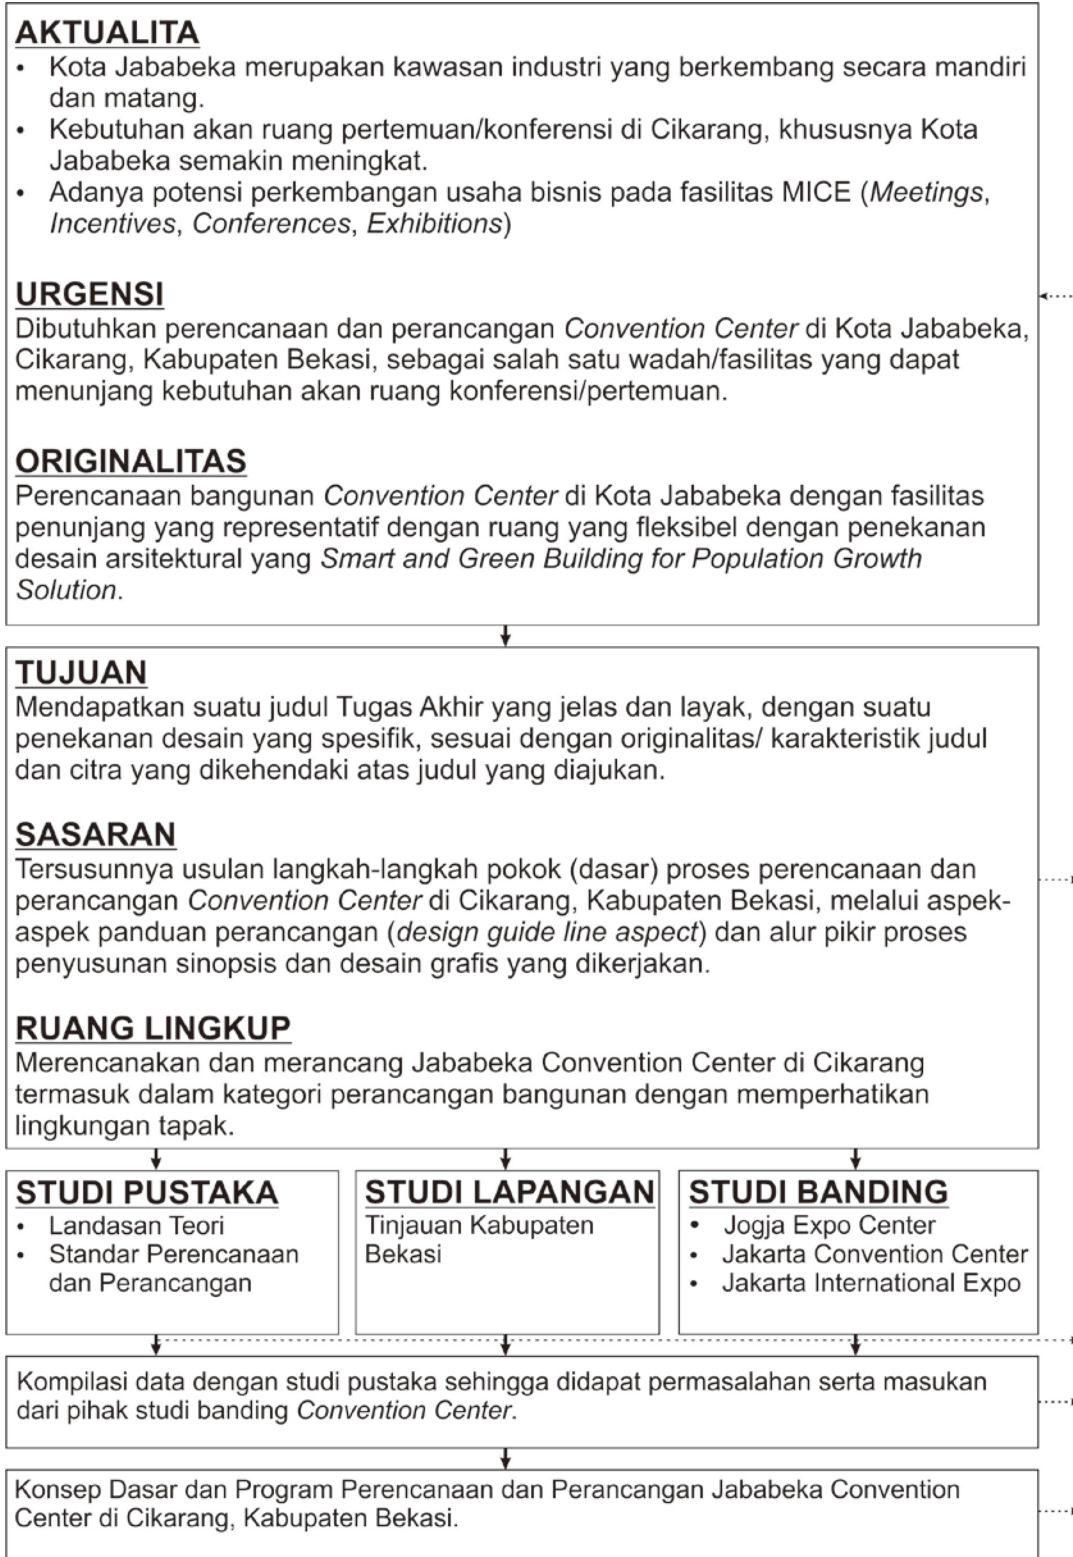 AKTUALITA
• Kota Jababeka merupakan kawasan industri yang berkembang secara mandiri
dan matang.
• Kebutuhan akan ruang pertemuan/konferensi di Cikarang, khususnya Kota
Jababeka semakin meningkat.
• Adanya potensi perkembangan usaha bisnis pada fasilitas MICE (Meetings,
Incentives, Conferences, Exhibitions)
URGENSI
Dibutuhkan perencanaan dan perancangan Convention Center di Kota Jababeka,
Cikarang, Kabupaten Bekasi, sebagai salah satu wadah/fasilitas yang dapat
menunjang kebutuhan akan ruang konferensi/pertemuan.
ORIGINALITAS
Perencanaan bangunan Convention Center di Kota Jababeka dengan fasilitas
penunjang yang representatif dengan ruang yang fleksibel dengan penekanan
desain arsitektural yang Smart and Green Building for Population Growth
Solution.
TUJUAN
Mendapatkan suatu judul Tugas Akhir yang jelas dan layak, dengan suatu
penekanan desain yang spesifik, sesuai dengan originalitas/ karakteristik judul
dan citra yang dikehendaki atas judul yang diajukan.
SASARAN
Tersusunnya usulan langkah-langkah pokok (dasar) proses perencanaan dan
perancangan Convention Center di Cikarang, Kabupaten Bekasi, melalui aspek-
aspek panduan perancangan (design guide line aspect) dan alur pikir proses
penyusunan sinopsis dan desain grafis yang dikerjakan.
RUANG LINGKUP
Merencanakan dan merancang Jababeka Convention Center di Cikarang
termasuk dalam kategori perancangan bangunan dengan memperhatikan
lingkungan tapak.
STUDI PUSTAKA
• Landasan Teori
• Standar Perencanaan
dan Perancangan
STUDI LAPANGAN
Tinjauan Kabupaten
Bekasi
STUDI BANDING
• Jogja Expo Center
• Jakarta Convention Center
• Jakarta International Expo
Kompilasi data dengan studi pustaka sehingga didapat permasalahan serta masukan
dari pihak studi banding Convention Center.
Konsep Dasar dan Program Perencanaan dan Perancangan Jababeka Convention
Center di Cikarang, Kabupaten Bekasi.